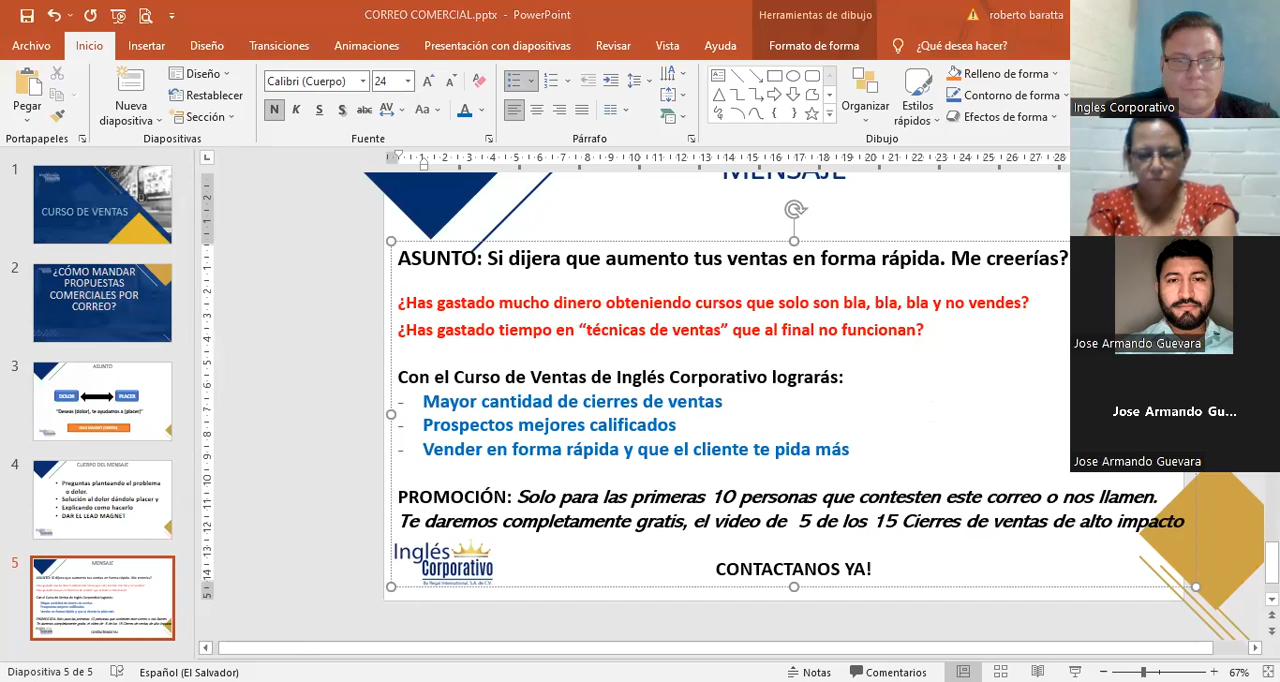 CORREO COMERCIAL.pptx - PowerPoint
Herramientas de dibujo
roberto baratta
Archivo Inicio Insertar Diseño Transiciones Animaciones Presentación con diapositivas Revisar Vista Ayuda Formato de forma ¿Qué desea hacer?
Pegar
Nueva
diapositiva
Diseño
Restablecer
Sección
Calibri (Cuerpo) 24
N K S S abc AV Aa A
Organizar
Estilos
rápidos
Relleno de forma
Contorno de forma
Efectos de forma
Portapapeles Diapositivas Fuente Párrafo Dibujo
Ingles Corporativo
Jose Armando Guevara
Jose Armando Gu...
Jose Armando Guevara
1
CURSO DE VENTAS
2
¿CÓMO MANDAR
PROPUESTAS
COMERCIALES POR
CORREO?
3
ASUNTO
DOLOR PLACER
4
CUERPO DEL MENSAJE
Preguntas planteando el problema
o dolor.
Solución al dolor dándole placer y
Explicando como hacerlo
DAR EL LEAD MAGNET
5
MENSAJE
MENSAJE
ASUNTO: Si dijera que aumento tus ventas en forma rápida. Me creerías?
¿Has gastado mucho dinero obteniendo cursos que solo son bla, bla, bla y no vendes?
¿Has gastado tiempo en “técnicas de ventas” que al final no funcionan?
Con el Curso de Ventas de Inglés Corporativo lograrás:
- Mayor cantidad de cierres de ventas
- Prospectos mejores calificados
- Vender en forma rápida y que el cliente te pida más
PROMOCIÓN: Solo para las primeras 10 personas que contesten este correo o nos llamen.
Te daremos completamente gratis, el video de 5 de los 15 Cierres de ventas de alto impacto
Inglés
Corporativo
CONTACTANOS YA!
Diapositiva 5 de 5 Español (El Salvador) Notas Comentarios 67%